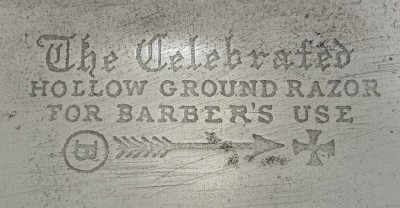 The Celebrated
HOLLOW GROUND RAZOR
FOR BARBER'S USE